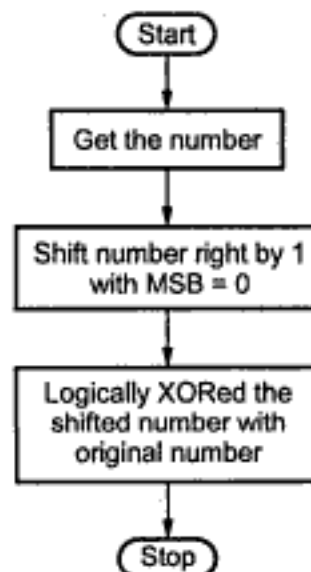 Start
Get the number
Shift number right by 1
with MSB = 0
Logically XORed the
shifted number with
original number
Stop